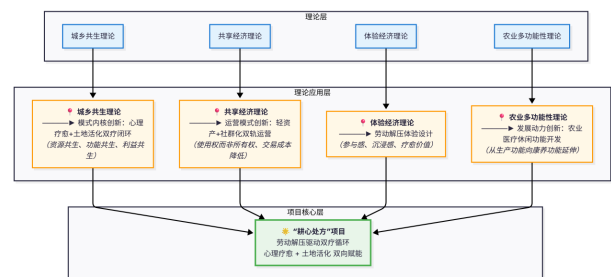 理论层
城乡共生理论
共享经济理论
体验经济理论
农业多功能性理论
理论应用层
城乡共生理论
模式内核创新：心理
疗愈+土地活化双疗闭环
（资源共生、功能共生、利益共
生）
共享经济理论
运营模式创新：轻资
产+社群化双轨运营
（使用权而非所有权、交易成本
降低）
体验经济理论
劳动解压体验设计
（参与感、沉浸感、疗愈价值）
农业多功能性理论
发展动力创新：农业
医疗休闲功能开发
（从生产功能向康养功能延伸）
项目核心层
“耕心处方”项目
劳动解压驱动双疗循环
心理疗愈 + 土地活化 双向赋能